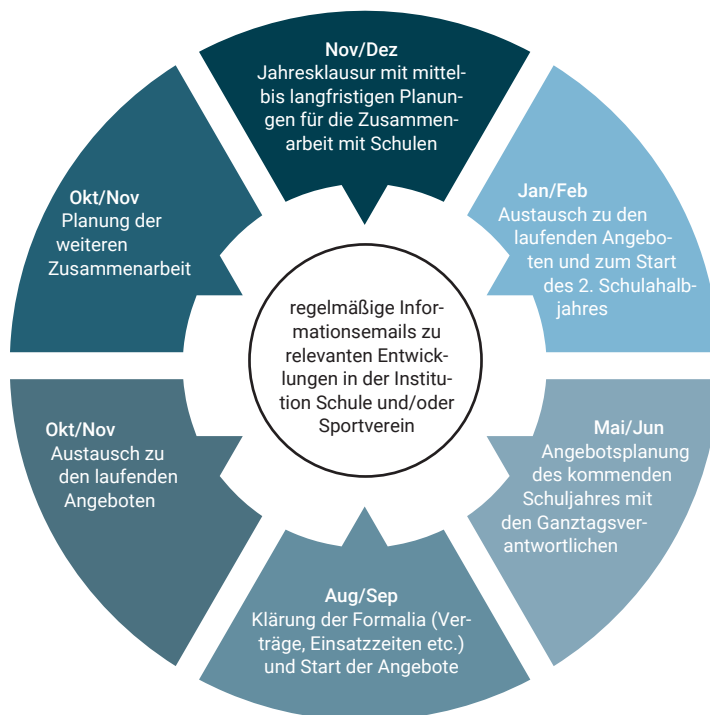 Nov/Dez
Jahresklausur mit mittel-
bis langfristigen Planun-
gen für die Zusammen-
arbeit mit Schulen
Jan/Feb
Austausch zu den
laufenden Angebo-
ten und zum Start
des 2. Schulahalb-
jahres
Mai/Jun
Angebotsplanung
des kommenden
Schuljahres mit
den Ganztagsver-
antwortlichen
Aug/Sep
Klärung der Formalia (Ver-
träge, Einsatzzeiten etc.)
und Start der Angebote
Okt/Nov
Austausch zu
den laufenden
Angeboten
Okt/Nov
Planung der
weiteren
Zusammenarbeit
regelmäßige Infor-
mationsemails zu
relevanten Entwick-
lungen in der Institu-
tion Schule und/oder
Sportverein